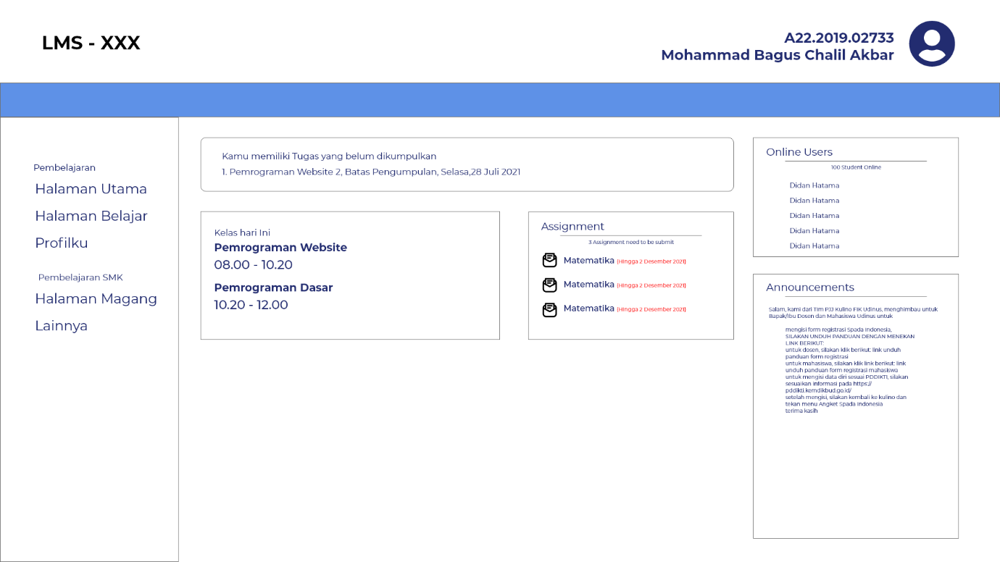 LMS - XXX
A22.2019.02733
Mohammad Bagus Chalil Akbar
Pembelajaran
Halaman Utama
Halaman Belajar
Profilku
Pembelajaran SMK
Halaman Magang
Lainnya
Kamu memiliki Tugas yang belum dikumpulkan
1. Pemrograman Website 2, Batas Pengumpulan, Selasa,28 Juli 2021
Kelas hari Ini
Pemrograman Website
08.00 - 10.20
Pemrograman Dasar
10.20 - 12.00
Assignment
3 Assignment need to be submit
Matematika (Hingga 2 Desember 2021)
Matematika (Hingga 2 Desember 2021)
Matematika (Hingga 2 Desember 2021)
Online Users
100 Student Online
Didan Hatama
Didan Hatama
Didan Hatama
Didan Hatama
Didan Hatama
Announcements
Salam, kami dari Tim PJJ Kulino FIK Udinus, menghimbau untuk
Bapak/Ibu Dosen dan Mahasiswa Udinus untuk
mengisi form registrasi Spada Indonesia,
SILAKAN UNDUH PANDUAN DENGAN MENEKAN
LINK BERIKUT:
untuk dosen, silakan klik berikut: link unduh
panduan form registrasi
untuk mahasiswa, silakan klik link berikut: link
unduh panduan form registrasi mahasiswa
untuk mengisi data diri sesuai PDDIKTI, silakan
sesuaikan informasi pada https://
pddikti.kemdikbud.go.id/
setelah mengisi, silakan kembali ke kulino dan
tekan menu Angket Spada Indonesia
terima kasih